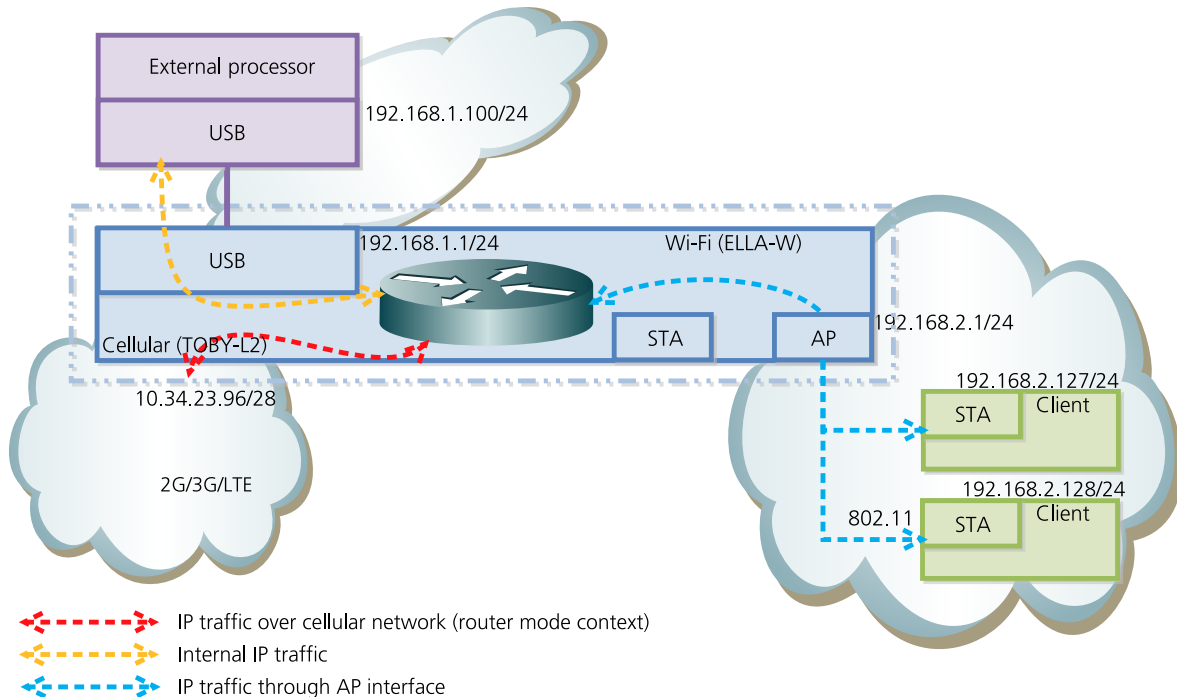 External processor
USB
192.168.1.100/24
USB
192.168.1.1/24
Wi-Fi (ELLA-W)
Cellular (TOBY-L2)
STA
AP
192.168.2.1/24
10.34.23.96/28
2G/3G/LTE
192.168.2.127/24
STA
Client
192.168.2.128/24
802.11
STA
Client
IP traffic over cellular network (router mode context)
Internal IP traffic
IP traffic through AP interface